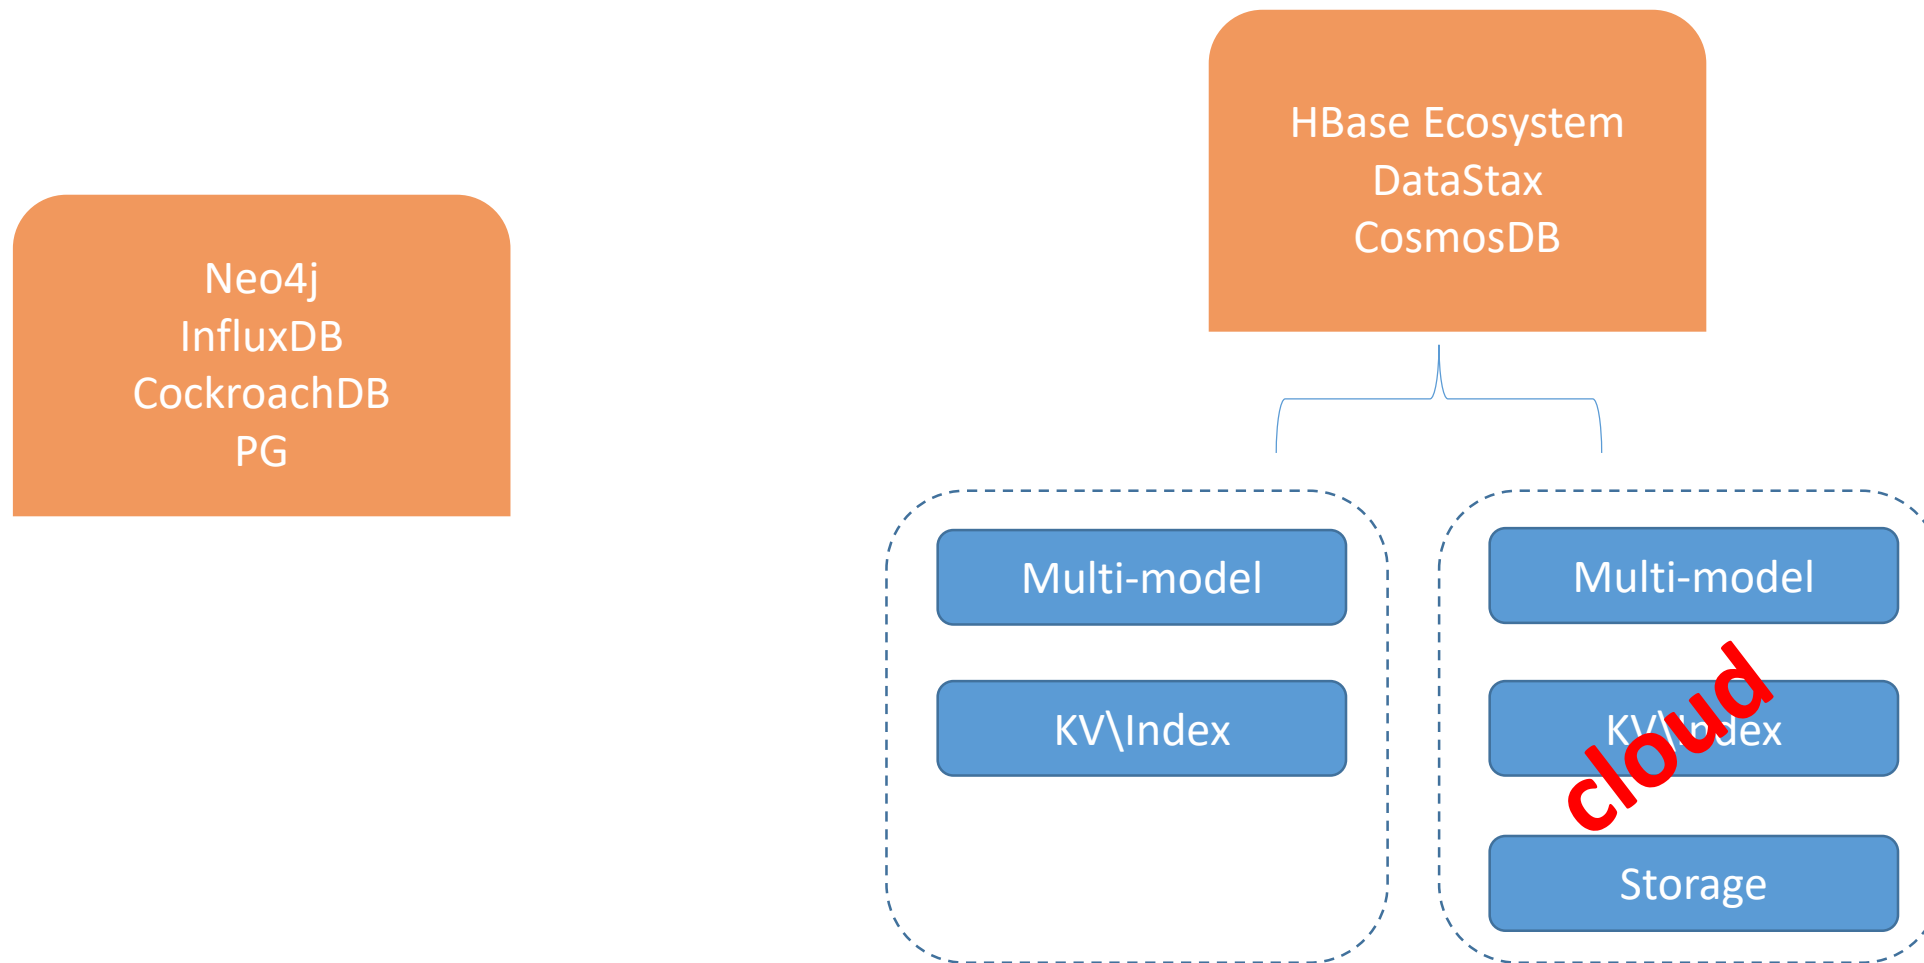 Neo4j
InfluxDB
CockroachDB
PG
HBase Ecosystem
DataStax
CosmosDB
Multi-model
KV\Index
Multi-model
KV\Index
cloud
Storage